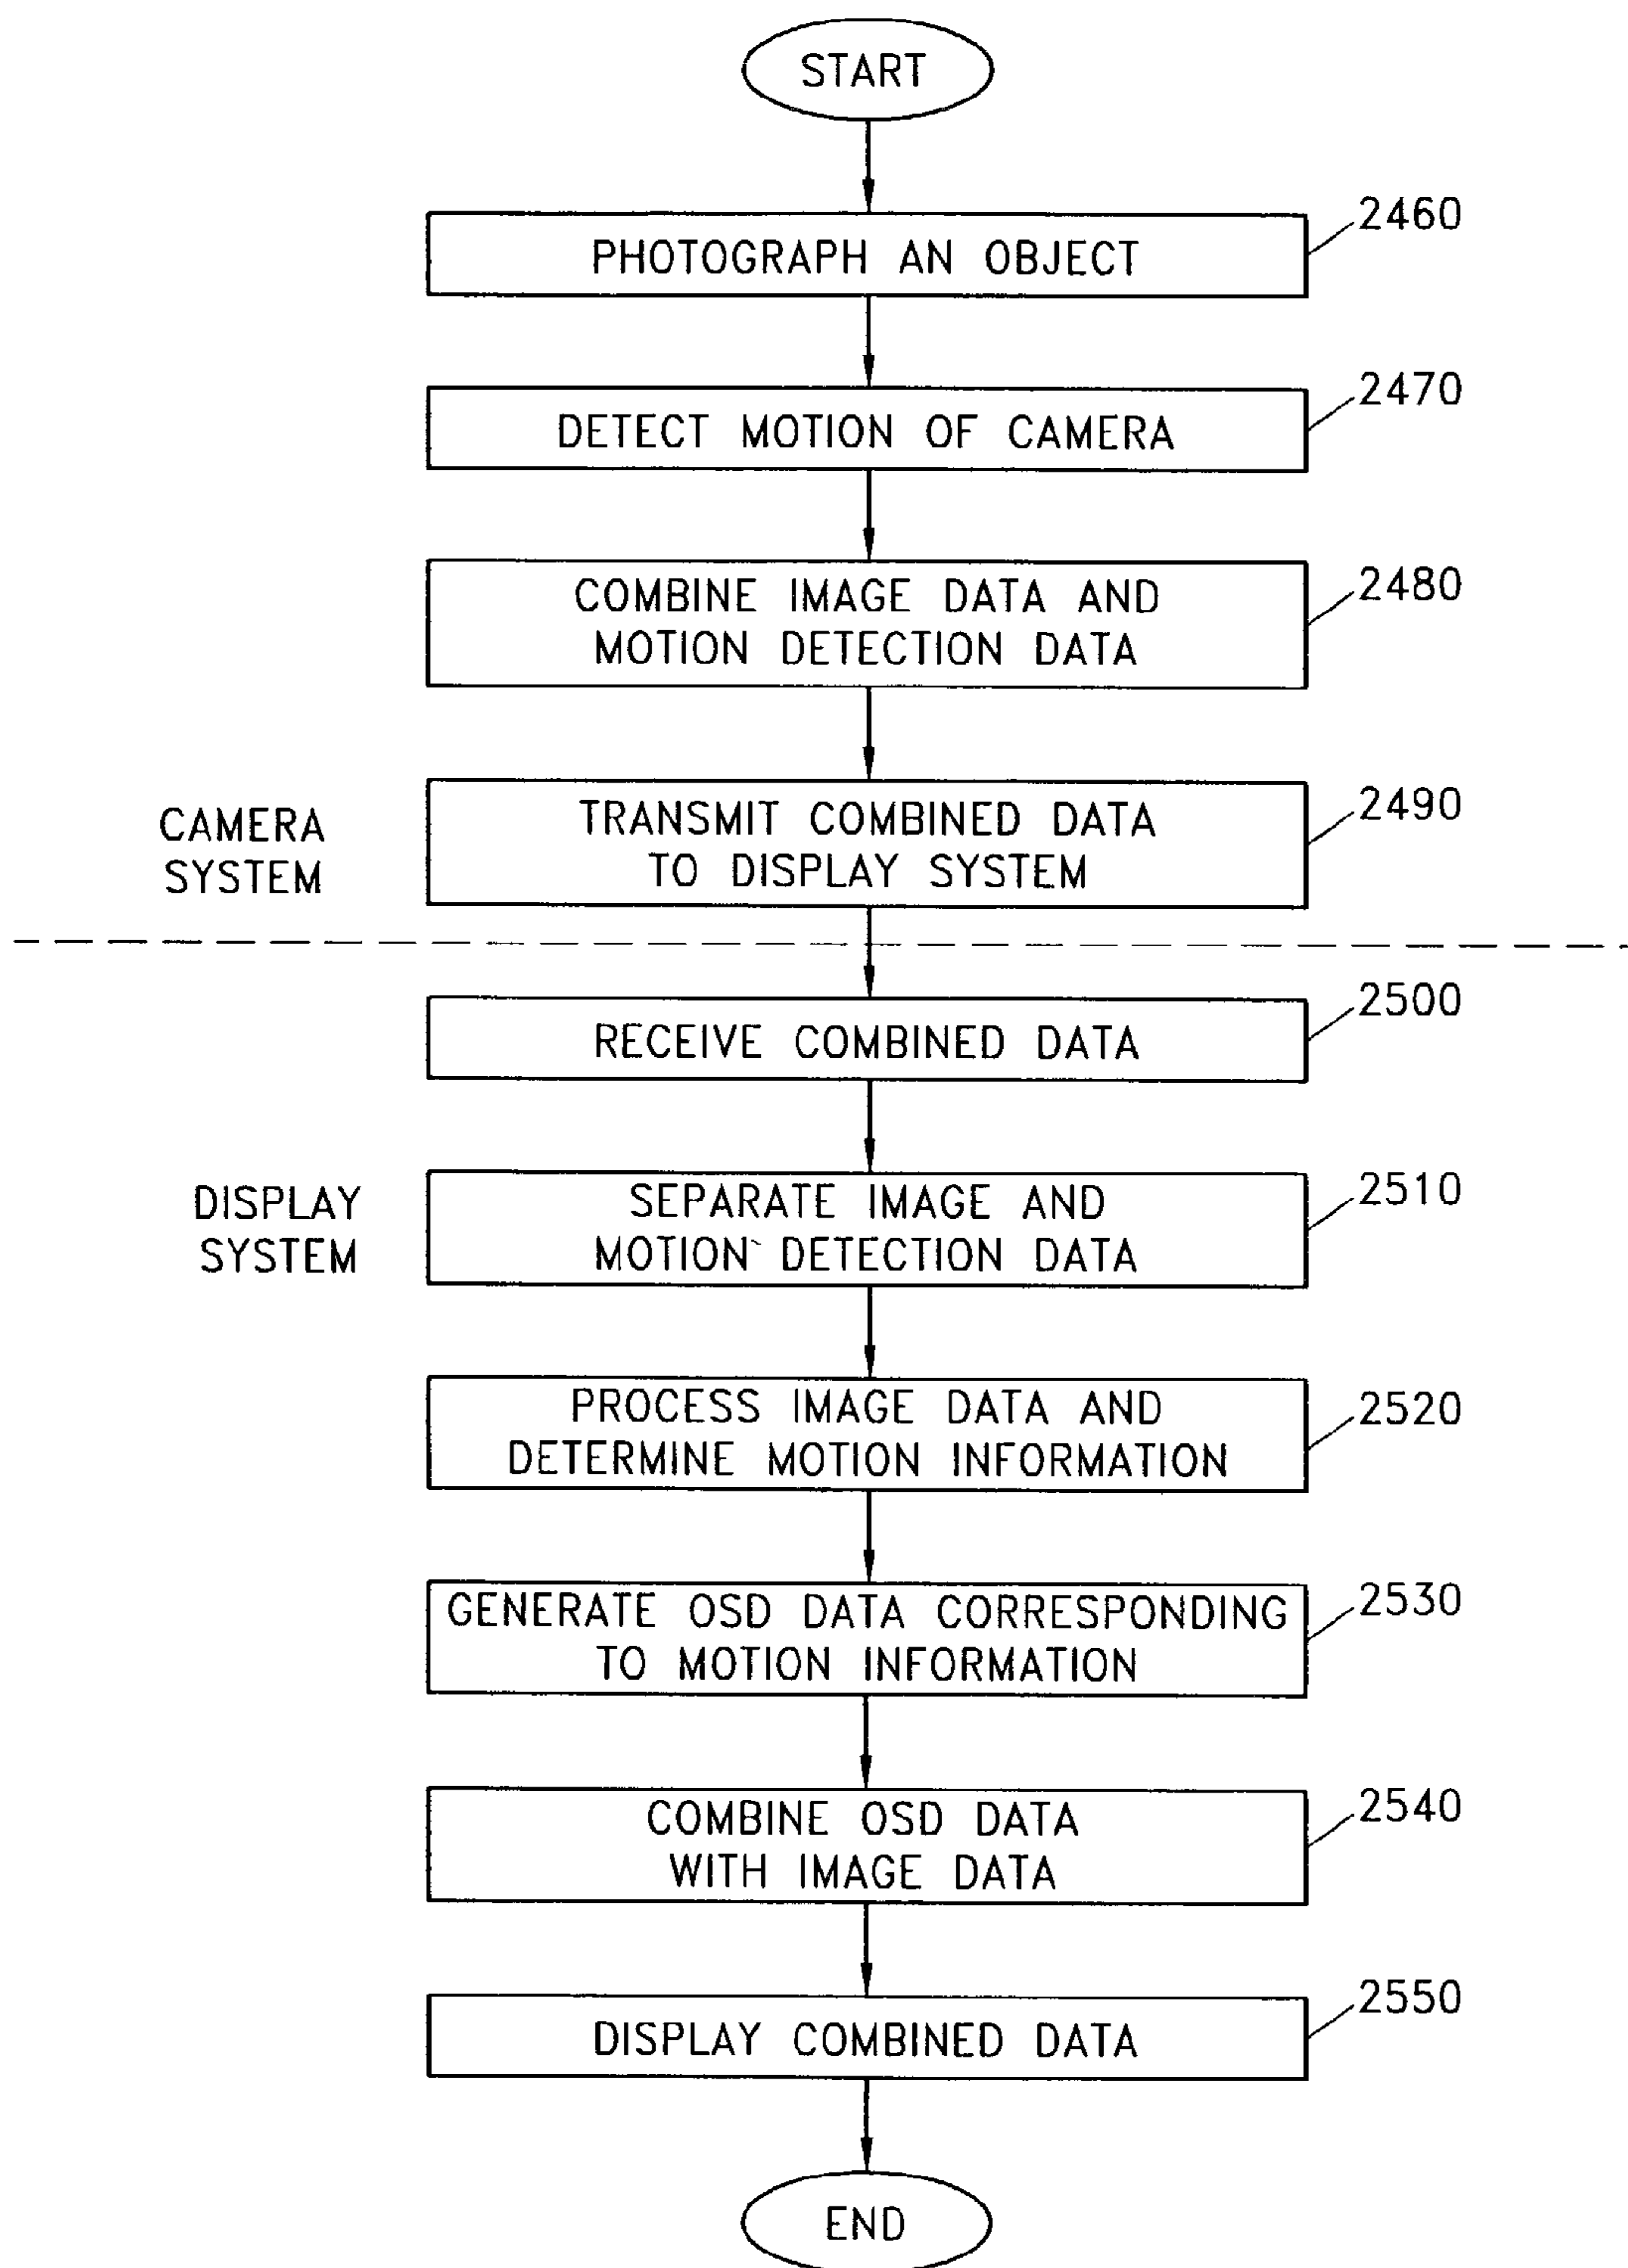 START
PHOTOGRAPH AN OBJECT
2460
DETECT MOTION OF CAMERA
2470
COMBINE IMAGE DATA AND
MOTION DETECTION DATA
2480
CAMERA
SYSTEM
TRANSMIT COMBINED DATA
TO DISPLAY SYSTEM
2490
RECEIVE COMBINED DATA
2500
DISPLAY
SYSTEM
SEPARATE IMAGE AND
MOTION DETECTION DATA
2510
PROCESS IMAGE DATA AND
DETERMINE MOTION INFORMATION
2520
GENERATE OSD DATA CORRESPONDING
TO MOTION INFORMATION
2530
COMBINE OSD DATA
WITH IMAGE DATA
2540
DISPLAY COMBINED DATA
2550
END